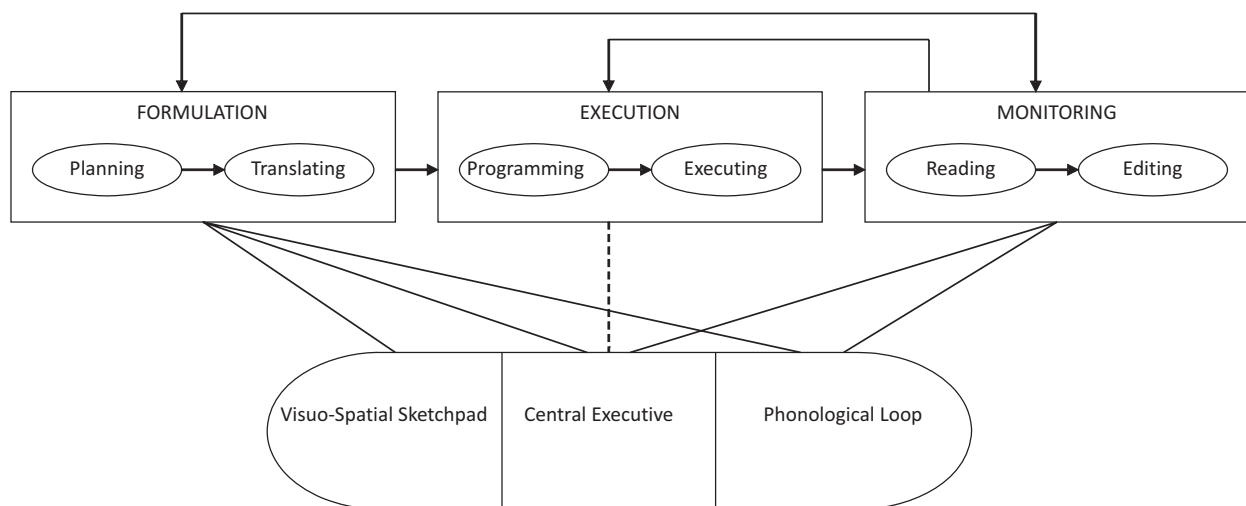 FORMULATION
Planning
Translating
EXECUTION
Programming
Executing
MONITORING
Reading
Editing
Visuo-Spatial Sketchpad
Central Executive
Phonological Loop